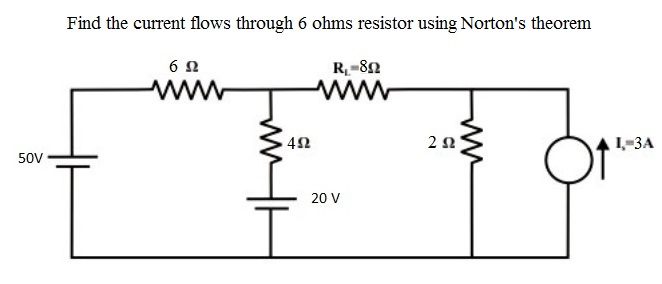 Find the current flows through 6 ohms resistor using Norton's theorem
6 Ω
R_L=8Ω
4Ω
2 Ω
I_s=3A
50V
20 V